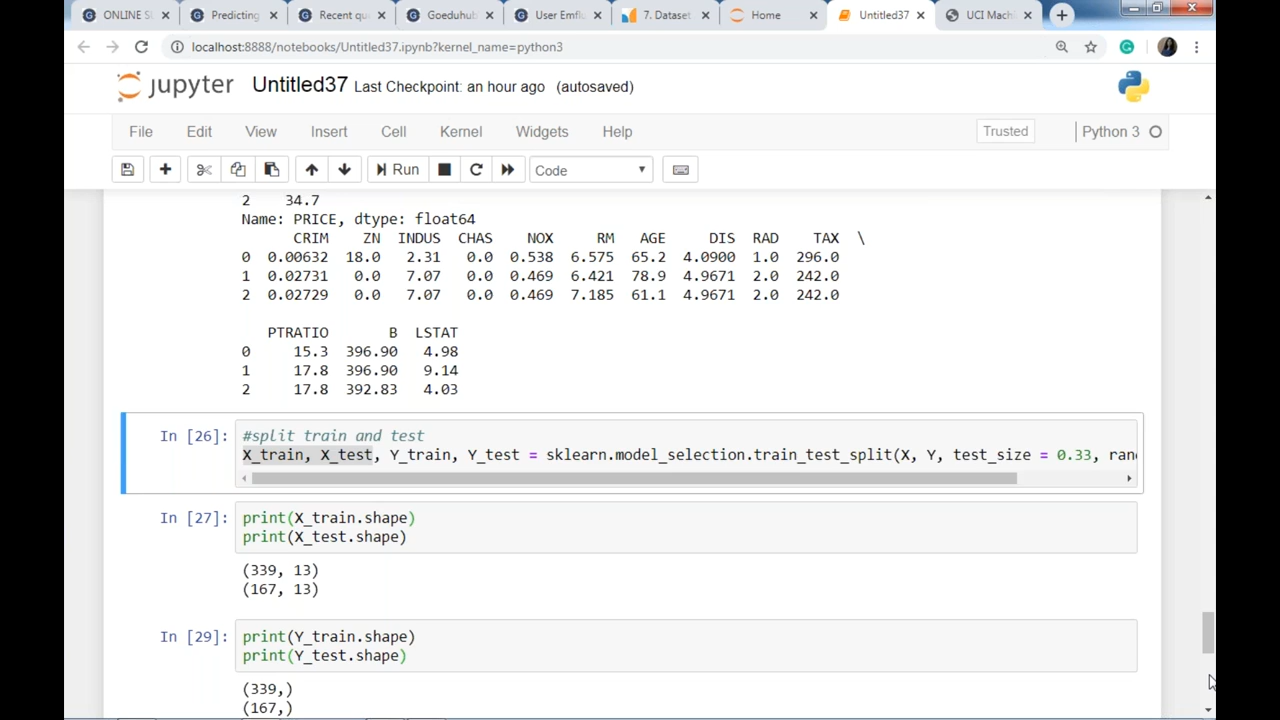 ONLINE S
Predicting
Recent qu
Goeduhub
User Emflu
7. Dataset
Home
Untitled37
UCI Machi
localhost:8888/notebooks/Untitled37.ipynb?kernel_name=python3
jupyter Untitled37 Last Checkpoint: an hour ago (autosaved)
File Edit View Insert Cell Kernel Widgets Help Trusted Python 3
Run Code
2 34.7
Name: PRICE, dtype: float64
CRIM ZN INDUS CHAS NOX RM AGE DIS RAD TAX \
0 0.00632 18.0 2.31 0.0 0.538 6.575 65.2 4.0900 1.0 296.0
1 0.02731 0.0 7.07 0.0 0.469 6.421 78.9 4.9671 2.0 242.0
2 0.02729 0.0 7.07 0.0 0.469 7.185 61.1 4.9671 2.0 242.0
PTRATIO B LSTAT
0 15.3 396.90 4.98
1 17.8 396.90 9.14
2 17.8 392.83 4.03
In [26]: #split train and test
X_train, X_test, Y_train, Y_test = sklearn.model_selection.train_test_split(X, Y, test_size = 0.33, ran
In [27]: print(X_train.shape)
print(X_test.shape)
(339, 13)
(167, 13)
In [29]: print(Y_train.shape)
print(Y_test.shape)
(339,)
(167,)